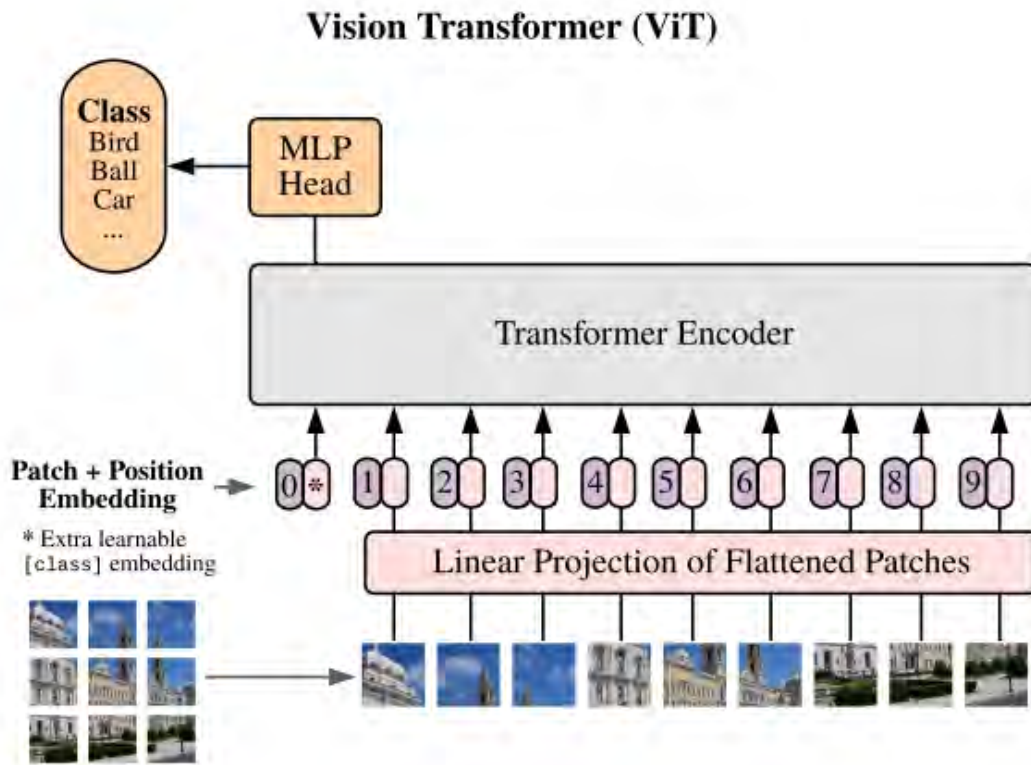 Vision Transformer (ViT)
Class
Bird
Ball
Car
...
MLP
Head
Transformer Encoder
Patch + Position
Embedding
0 * 1 2 3 4 5 6 7 8 9
* Extra learnable
[class] embedding
Linear Projection of Flattened Patches